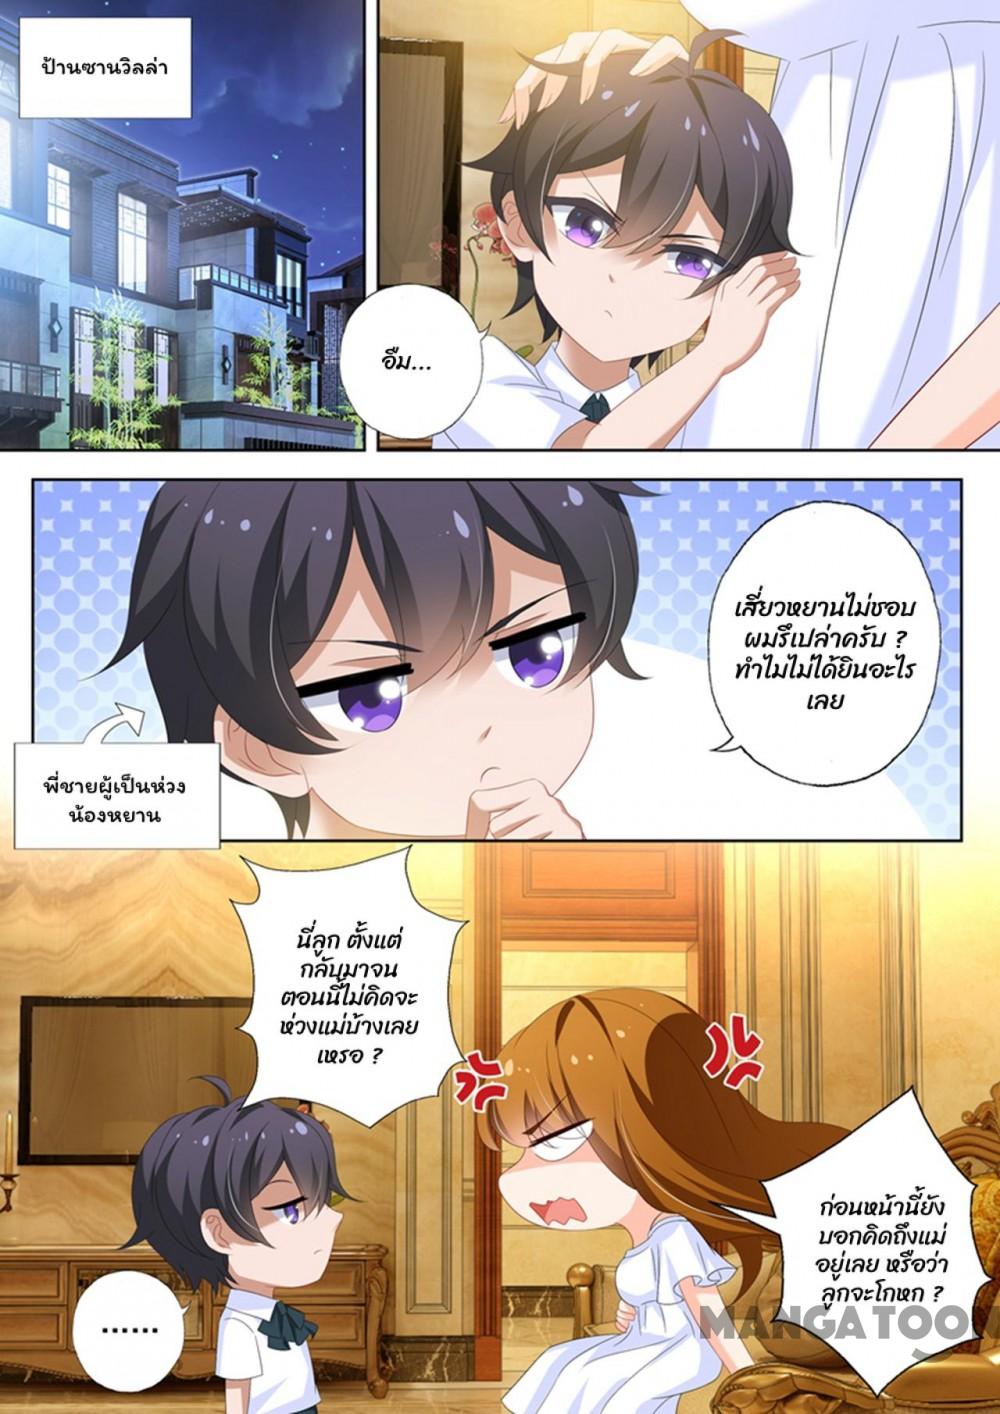 ป้านซานวิลล่า
อืม...
เสี่ยวหยานไม่ชอบ
ผมรึเปล่าครับ ?
ทำไมไม่ได้ยินอะไร
เลย
พี่ชายผู้เป็นห่วง
น้องหยาน
นี่ลูก ตั้งแต่
กลับมาจน
ตอนนี้ไม่คิดจะ
ห่วงแม่บ้างเลย
เหรอ ?
ก่อนหน้านี้ยัง
บอกคิดถึงแม่
อยู่เลย หรือว่า
ลูกจะโกหก ?
......
MANGATOON